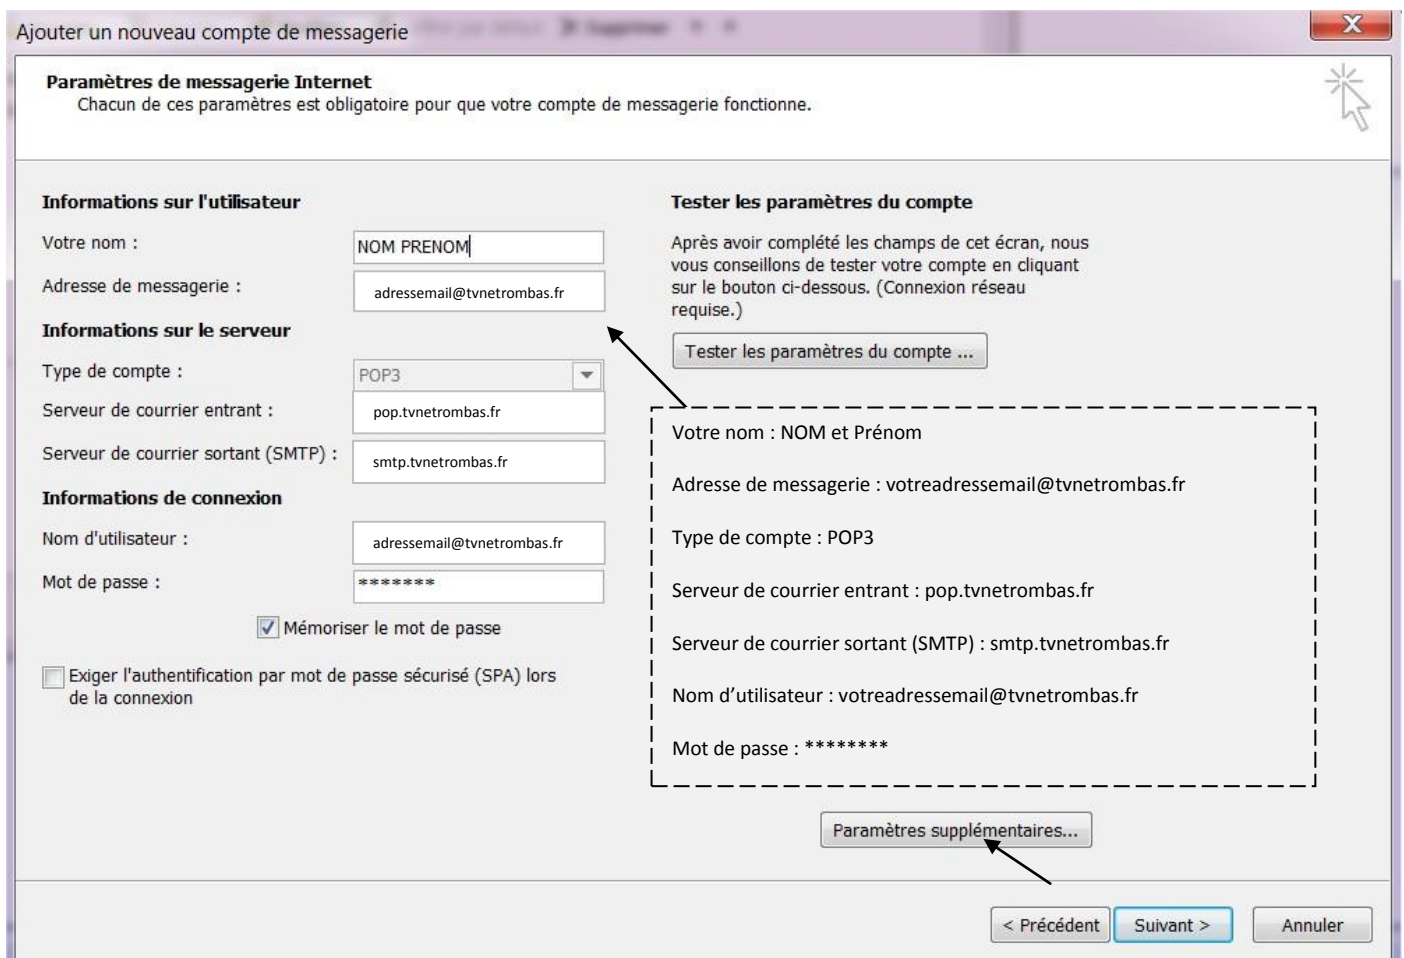 Ajouter un nouveau compte de messagerie
Supprimer
Paramètres de messagerie Internet
Chacun de ces paramètres est obligatoire pour que votre compte de messagerie fonctionne.
Informations sur l'utilisateur
Votre nom :
NOM PRENOM
Adresse de messagerie :
adressemail@tvnetrombas.fr
Informations sur le serveur
Type de compte :
POP3
Serveur de courrier entrant :
pop.tvnetrombas.fr
Serveur de courrier sortant (SMTP) :
smtp.tvnetrombas.fr
Informations de connexion
Nom d'utilisateur :
adressemail@tvnetrombas.fr
Mot de passe :
*******
Mémoriser le mot de passe
Exiger l'authentification par mot de passe sécurisé (SPA) lors
de la connexion
Tester les paramètres du compte
Après avoir complété les champs de cet écran, nous
vous conseillons de tester votre compte en cliquant
sur le bouton ci-dessous. (Connexion réseau
requise.)
Tester les paramètres du compte ...
Votre nom : NOM et Prénom
Adresse de messagerie : votreadressemail@tvnetrombas.fr
Type de compte : POP3
Serveur de courrier entrant : pop.tvnetrombas.fr
Serveur de courrier sortant (SMTP) : smtp.tvnetrombas.fr
Nom d’utilisateur : votreadressemail@tvnetrombas.fr
Mot de passe : ********
Paramètres supplémentaires...
< Précédent
Suivant >
Annuler